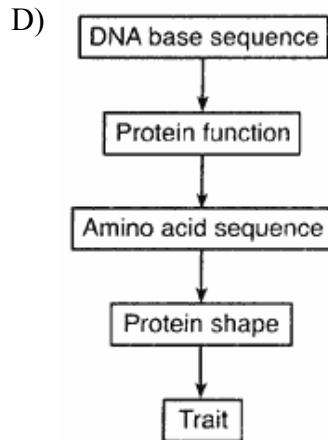 D)
DNA base sequence
Protein function
Amino acid sequence
Protein shape
Trait